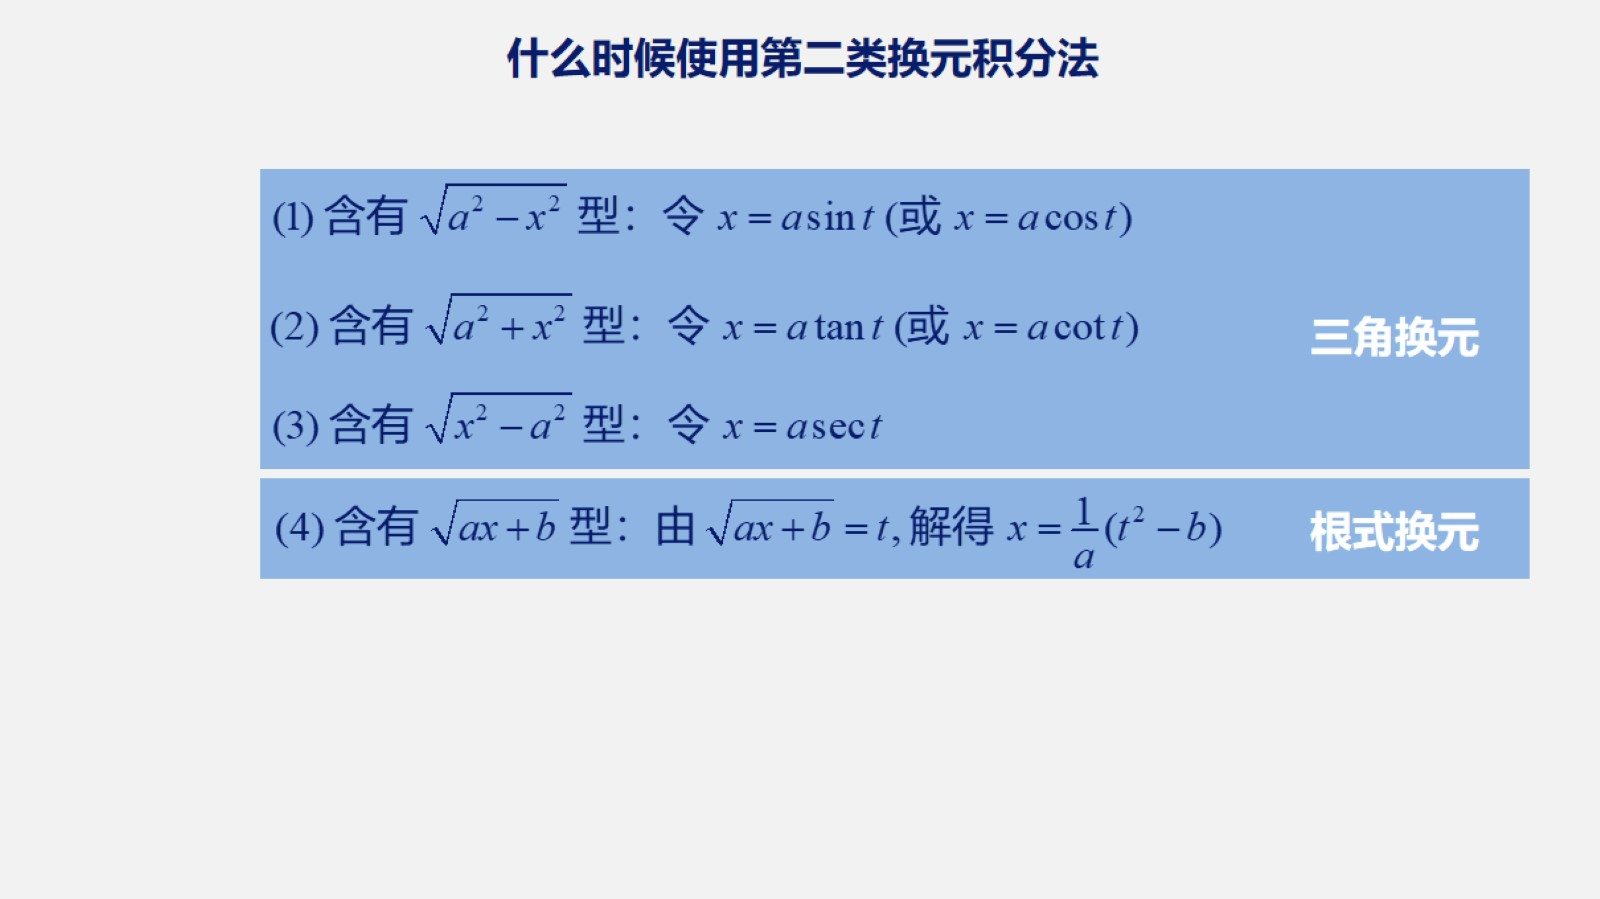 什么时候使用第二类换元积分法
(1) 含有 √(a² − x²) 型：令 x = a sin t (或 x = a cos t)
(2) 含有 √(a² + x²) 型：令 x = a tan t (或 x = a cot t)
三角换元
(3) 含有 √(x² − a²) 型：令 x = a sec t
(4) 含有 √(ax + b) 型：由 √(ax + b) = t, 解得 x = 1/a (t² − b)
根式换元